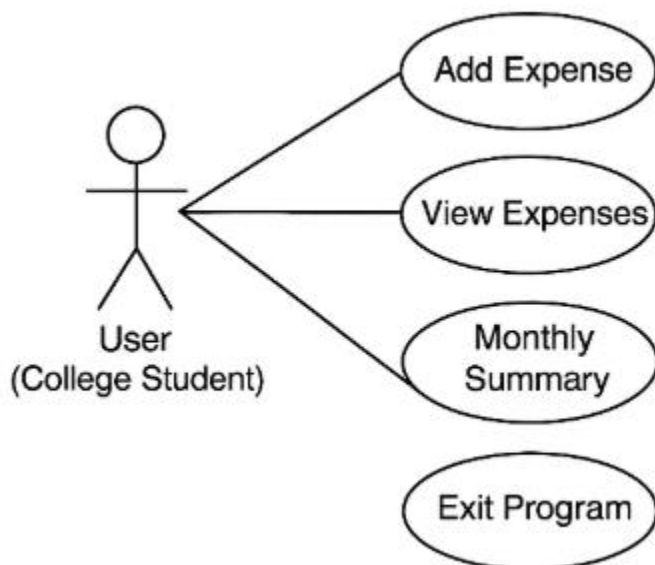 Add Expense
View Expenses
User
(College Student)
Monthly
Summary
Exit Program